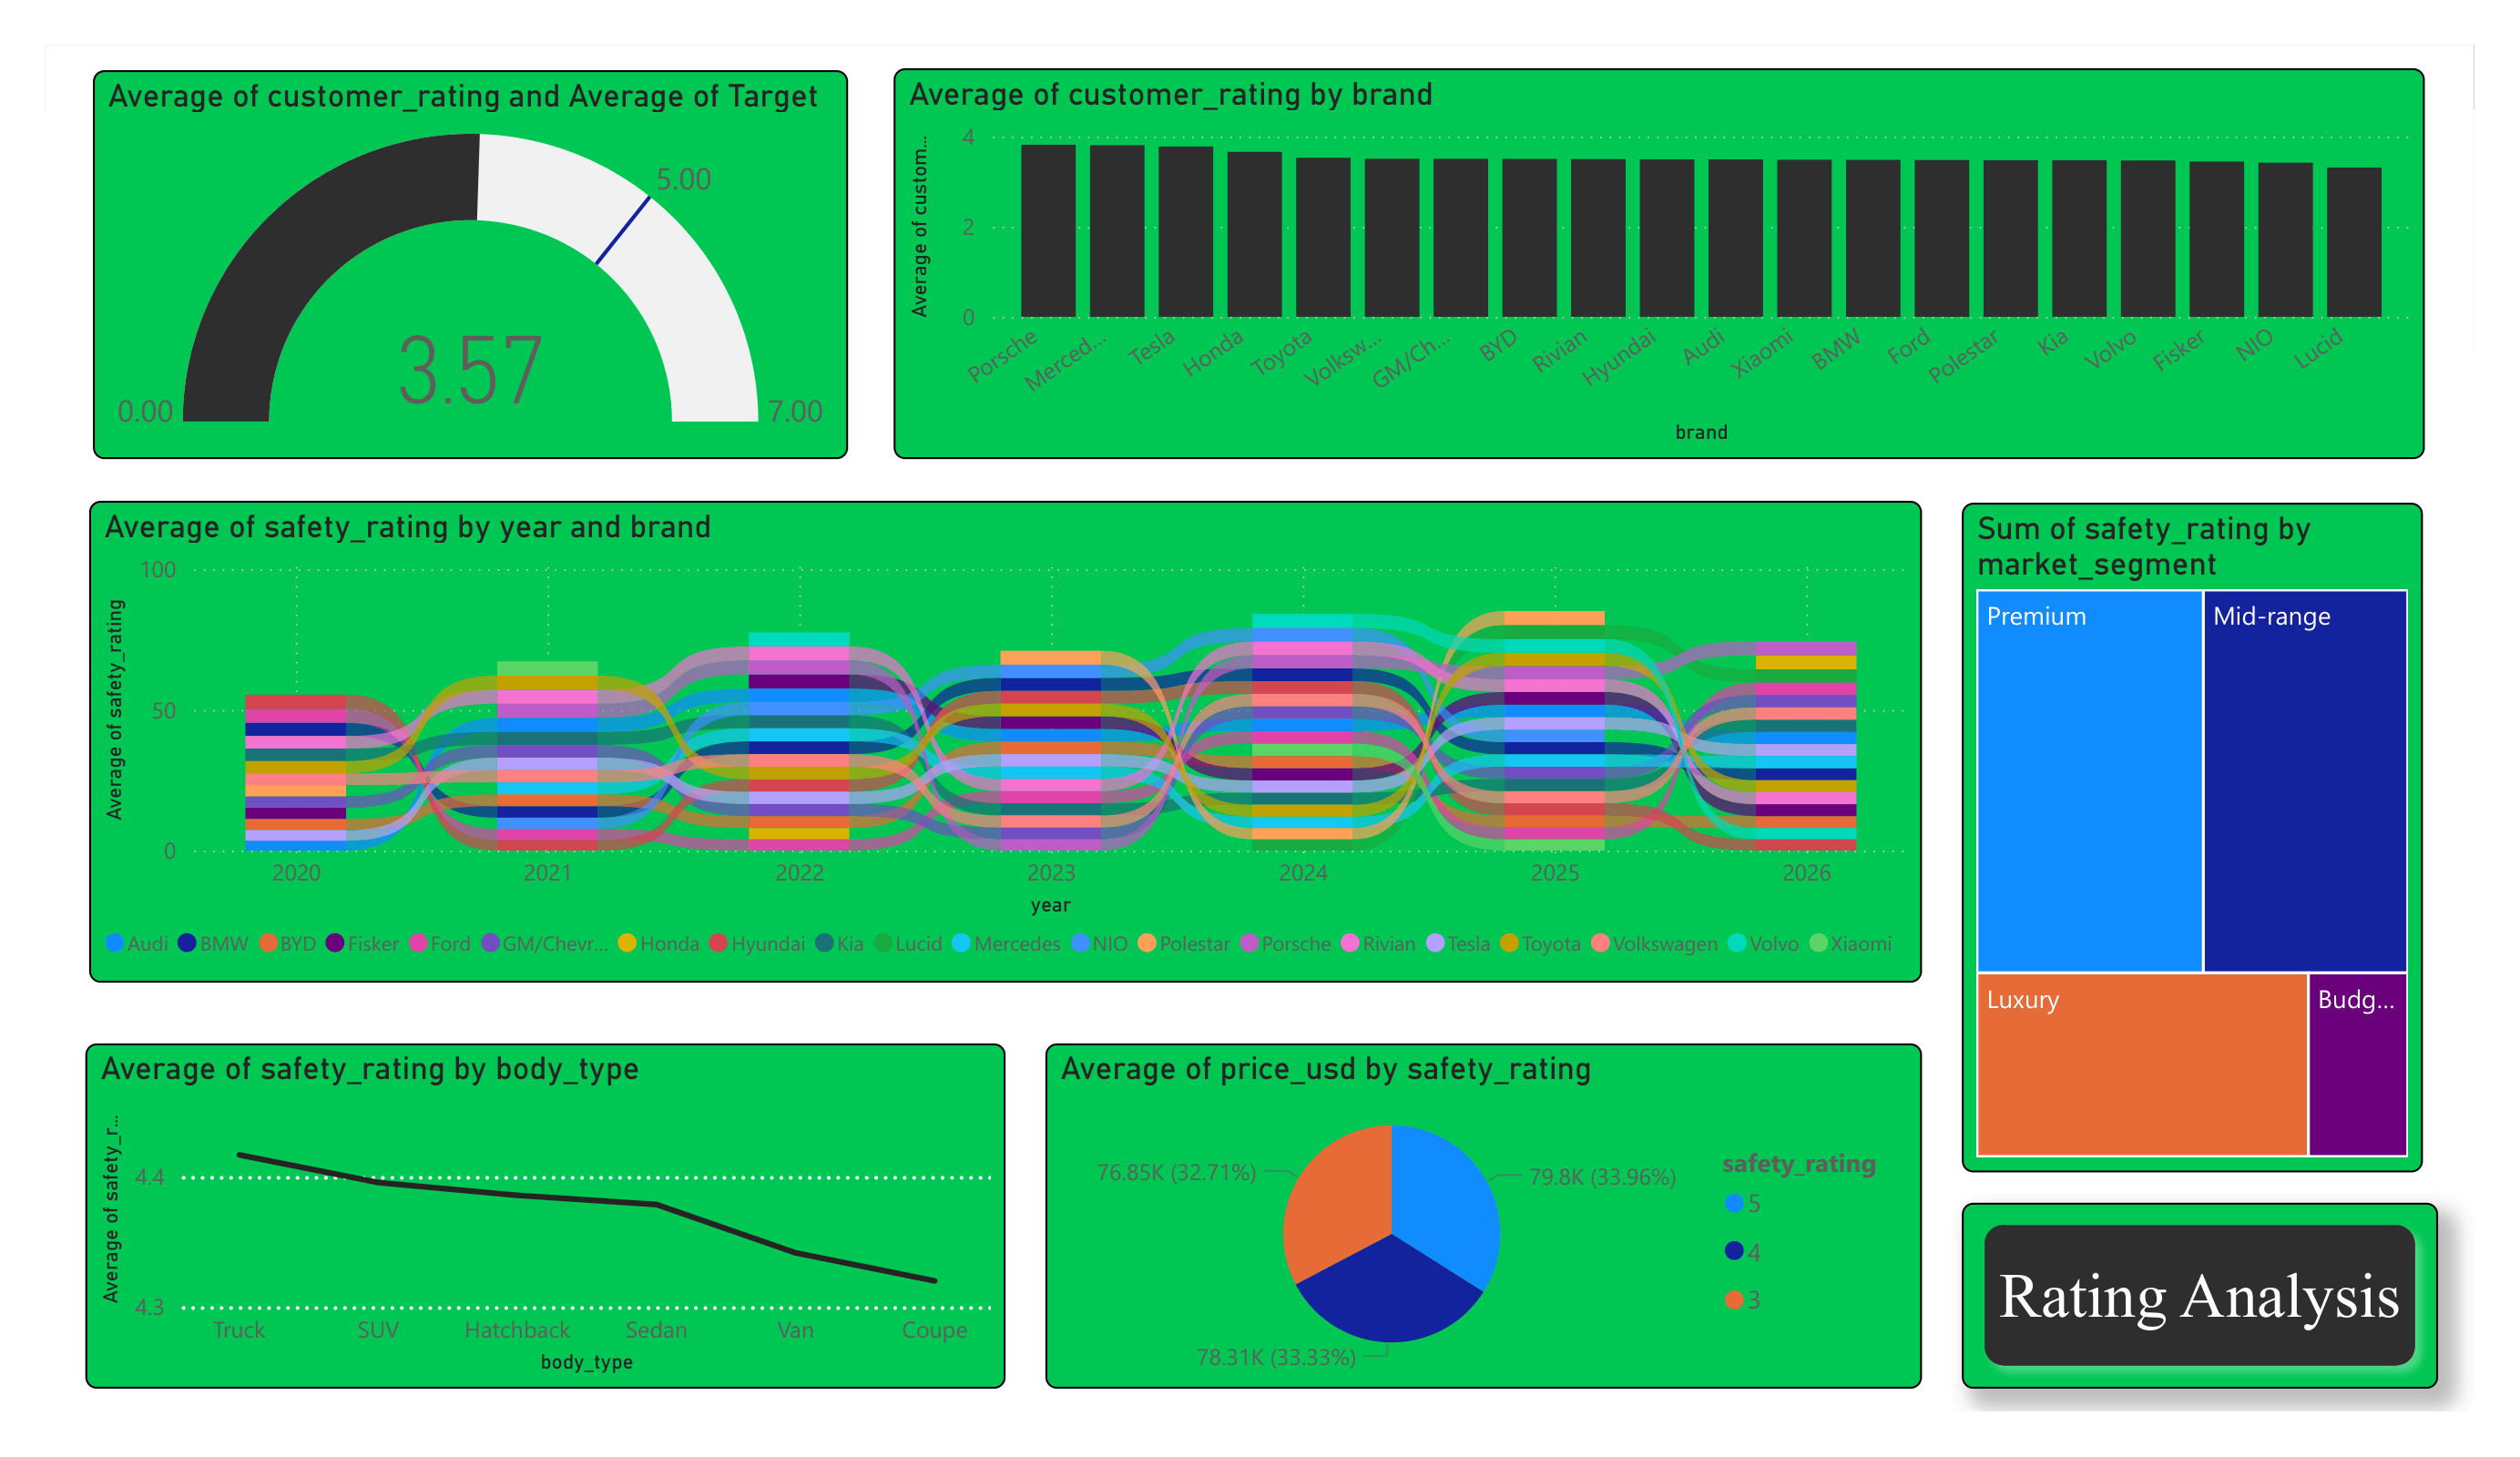 Average of customer_rating and Average of Target
5.00
3.57
0.00
7.00
Average of customer_rating by brand
Average of custom...
4
2
0
Porsche
Merced...
Tesla
Honda
Toyota
Volksw...
GM/Ch...
BYD
Rivian
Hyundai
Audi
Xiaomi
BMW
Ford
Polestar
Kia
Volvo
Fisker
NIO
Lucid
brand
Average of safety_rating by year and brand
Average of safety_rating
100
50
0
2020 2021 2022 2023 2024 2025 2026
year
Audi BMW BYD Fisker Ford GM/Chevr... Honda Hyundai Kia Lucid Mercedes NIO Polestar Porsche Rivian Tesla Toyota Volkswagen Volvo Xiaomi
Sum of safety_rating by
market_segment
Premium
Mid-range
Luxury
Budg...
Average of safety_rating by body_type
Average of safety_r...
4.4
4.3
Truck SUV Hatchback Sedan Van Coupe
body_type
Average of price_usd by safety_rating
76.85K (32.71%)
79.8K (33.96%)
78.31K (33.33%)
safety_rating
5
4
3
Rating Analysis